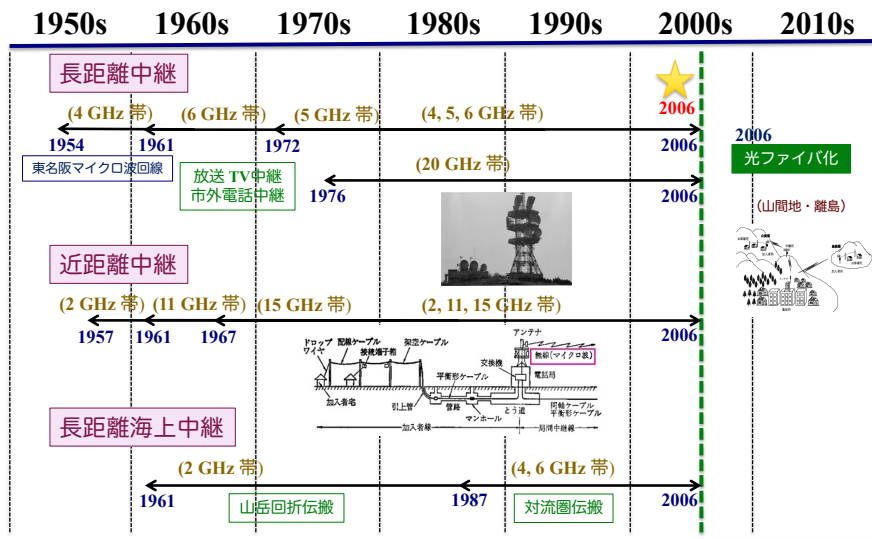 1950s 1960s 1970s 1980s 1990s 2000s 2010s
長距離中継
2006
(4 GHz 帯) (6 GHz 帯) (5 GHz 帯) (4, 5, 6 GHz 帯)
1954 1961 1972 2006 2006
東名阪マイクロ波回線
放送 TV中継
市外電話中継
光ファイバ化
(20 GHz 帯)
1976 2006
(山間地・離島)
近距離中継
(2 GHz 帯) (11 GHz 帯) (15 GHz 帯) (2, 11, 15 GHz 帯)
1957 1961 1967 2006
アンテナ
ドロップ
ワイヤ
配線ケーブル
接続端子箱
架空ケーブル
無線(マイクロ波)
交換機
電話局
平衡形ケーブル
加入者宅
引上管
管路
マンホール
とう道
同軸ケーブル
平衡形ケーブル
加入者線
局間中継線
長距離海上中継
(2 GHz 帯) (4, 6 GHz 帯)
1961 1987 2006
山岳回折伝搬
対流圏伝搬